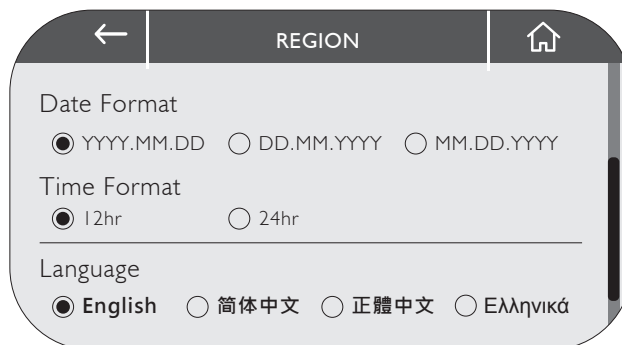 REGION
Date Format
YYYY.MM.DD DD.MM.YYYY MM.DD.YYYY
Time Format
12hr 24hr
Language
English 简体中文 正體中文 Ελληνικά